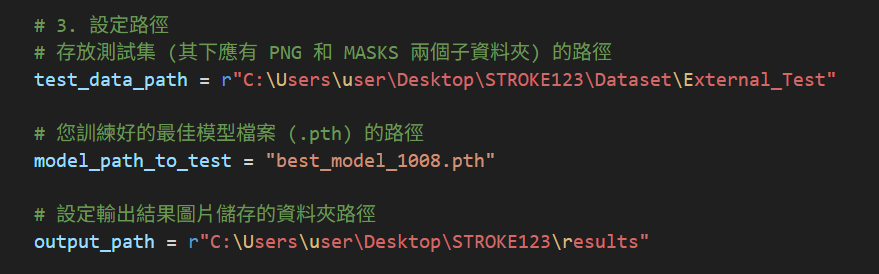 # 3. 設定路徑
# 存放測試集 (其下應有 PNG 和 MASKS 兩個子資料夾) 的路徑
test_data_path = r"C:\Users\user\Desktop\STROKE123\Dataset\External_Test"
# 您訓練好的最佳模型檔案 (.pth) 的路徑
model_path_to_test = "best_model_1008.pth"
# 設定輸出結果圖片儲存的資料夾路徑
output_path = r"C:\Users\user\Desktop\STROKE123\results"